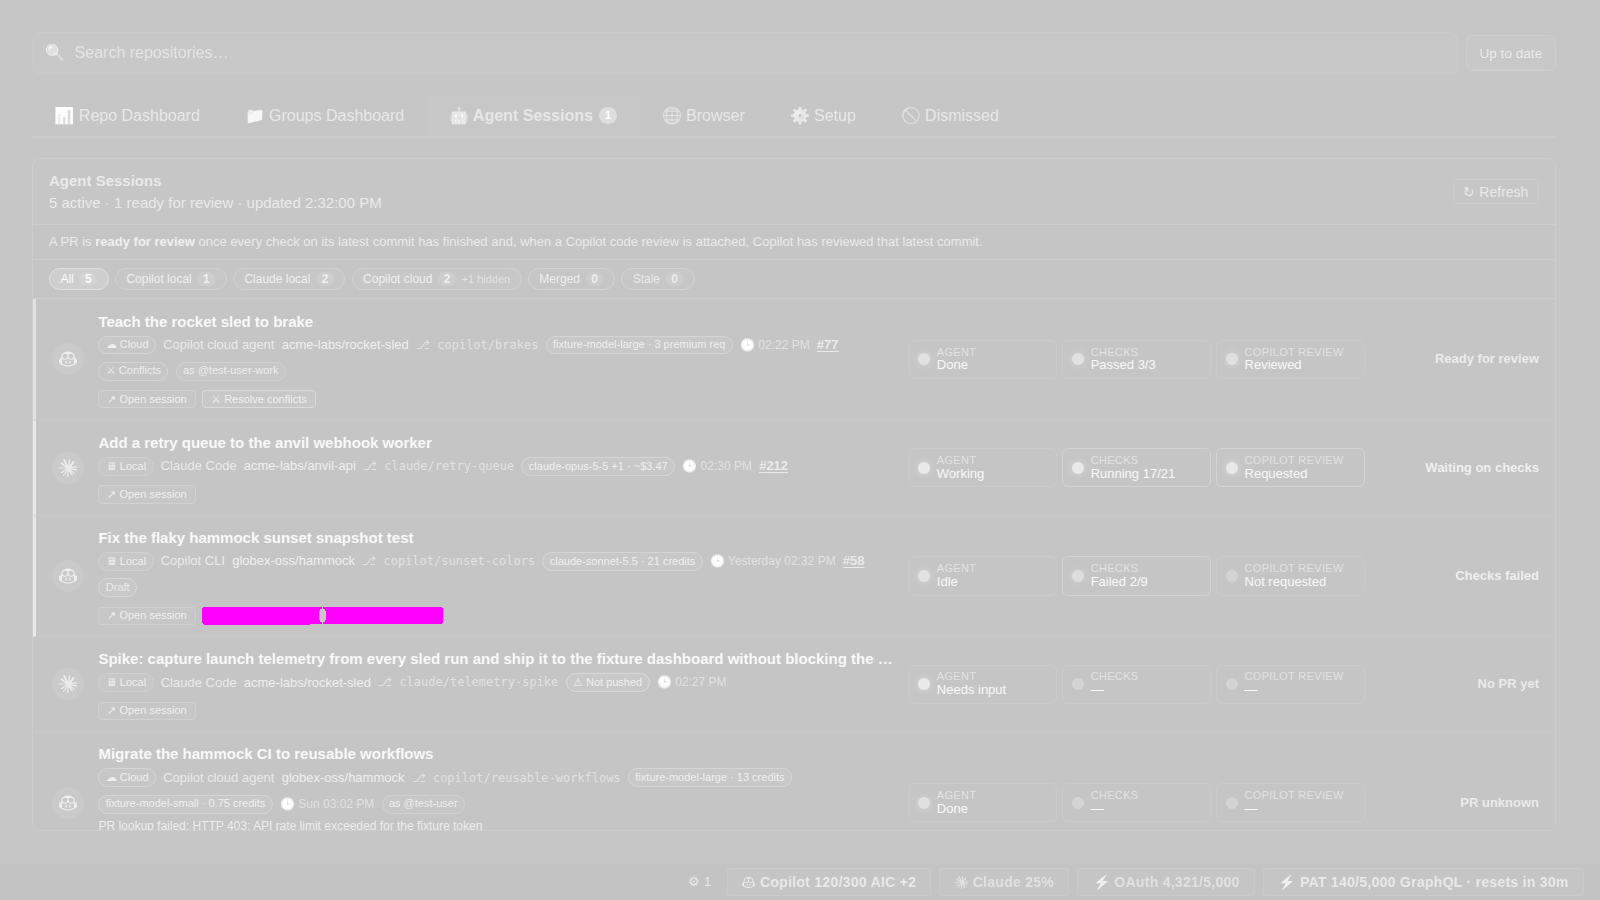 Search repositories…
Up to date
Repo Dashboard
Groups Dashboard
Agent Sessions 1
Browser
Setup
Dismissed
Agent Sessions
5 active · 1 ready for review · updated 2:32:00 PM
↻ Refresh
A PR is ready for review once every check on its latest commit has finished and, when a Copilot code review is attached, Copilot has reviewed that latest commit.
All 5
Copilot local 1
Claude local 2
Copilot cloud 2 +1 hidden
Merged 0
Stale 0
Teach the rocket sled to brake
Cloud Copilot cloud agent acme-labs/rocket-sled copilot/brakes fixture-model-large · 3 premium req 02:22 PM #77
Conflicts as @test-user-work
↗ Open session Resolve conflicts
AGENT
Done
CHECKS
Passed 3/3
COPILOT REVIEW
Reviewed
Ready for review
Add a retry queue to the anvil webhook worker
Local Claude Code acme-labs/anvil-api claude/retry-queue claude-opus-5-5 +1 · ~$3.47 02:30 PM #212
↗ Open session
AGENT
Working
CHECKS
Running 17/21
COPILOT REVIEW
Requested
Waiting on checks
Fix the flaky hammock sunset snapshot test
Local Copilot CLI globex-oss/hammock copilot/sunset-colors claude-sonnet-5.5 · 21 credits Yesterday 02:32 PM #58
Draft
↗ Open session
AGENT
Idle
CHECKS
Failed 2/9
COPILOT REVIEW
Not requested
Checks failed
Spike: capture launch telemetry from every sled run and ship it to the fixture dashboard without blocking the …
Local Claude Code acme-labs/rocket-sled claude/telemetry-spike ⚠ Not pushed 02:27 PM
↗ Open session
AGENT
Needs input
CHECKS
—
COPILOT REVIEW
—
No PR yet
Migrate the hammock CI to reusable workflows
Cloud Copilot cloud agent globex-oss/hammock copilot/reusable-workflows fixture-model-large · 13 credits
fixture-model-small · 0.75 credits Sun 03:02 PM as @test-user
PR lookup failed: HTTP 403: API rate limit exceeded for the fixture token
AGENT
Done
CHECKS
—
COPILOT REVIEW
—
PR unknown
⚙ 1
Copilot 120/300 AIC +2
Claude 25%
⚡ OAuth 4,321/5,000
⚡ PAT 140/5,000 GraphQL · resets in 30m